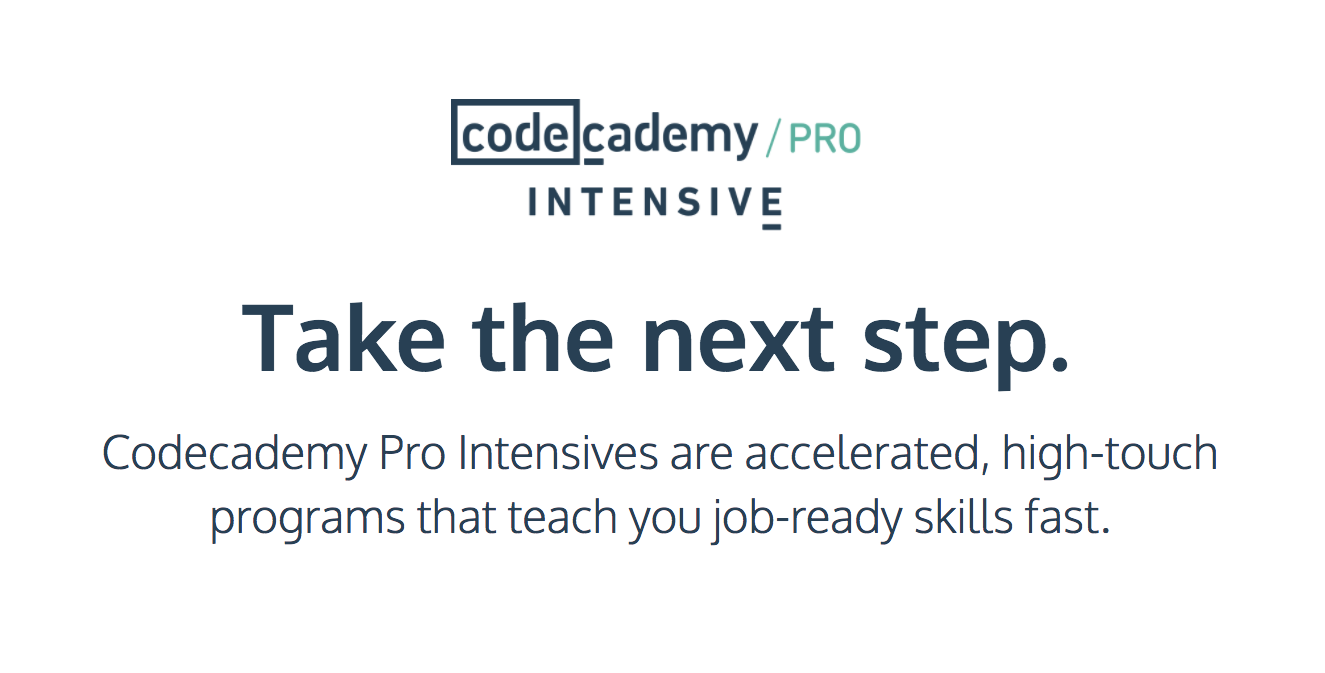 codecademy/PRO
INTENSIVE
Take the next step.
Codecademy Pro Intensives are accelerated, high-touch
programs that teach you job-ready skills fast.